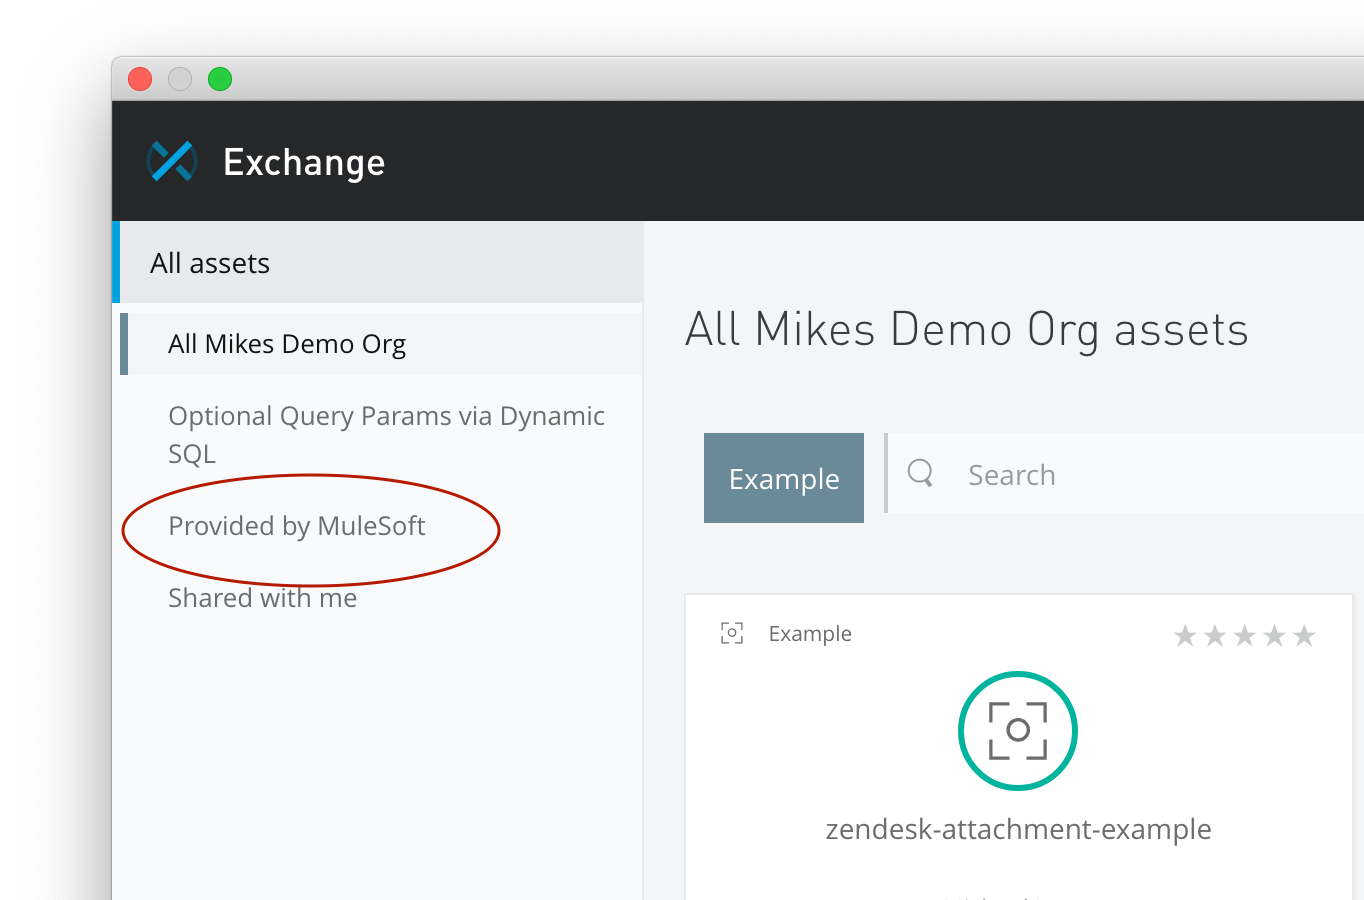 Exchange
All assets
All Mikes Demo Org
Optional Query Params via Dynamic
SQL
Provided by MuleSoft
Shared with me
All Mikes Demo Org assets
Example
Search
Example
zendesk-attachment-example